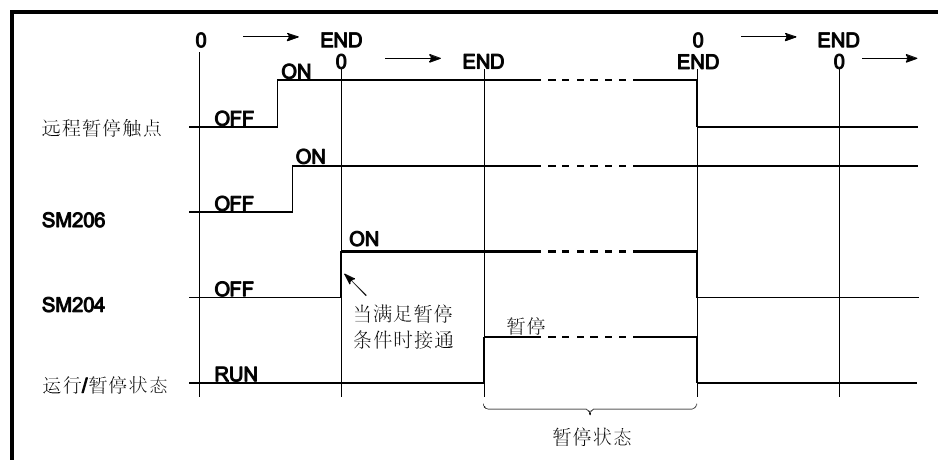 0 END 0 END
0 END END 0
ON
远程暂停触点 OFF
ON
SM206 OFF
ON
SM204 OFF
当满足暂停
条件时接通
暂停
运行/暂停状态 RUN
暂停状态